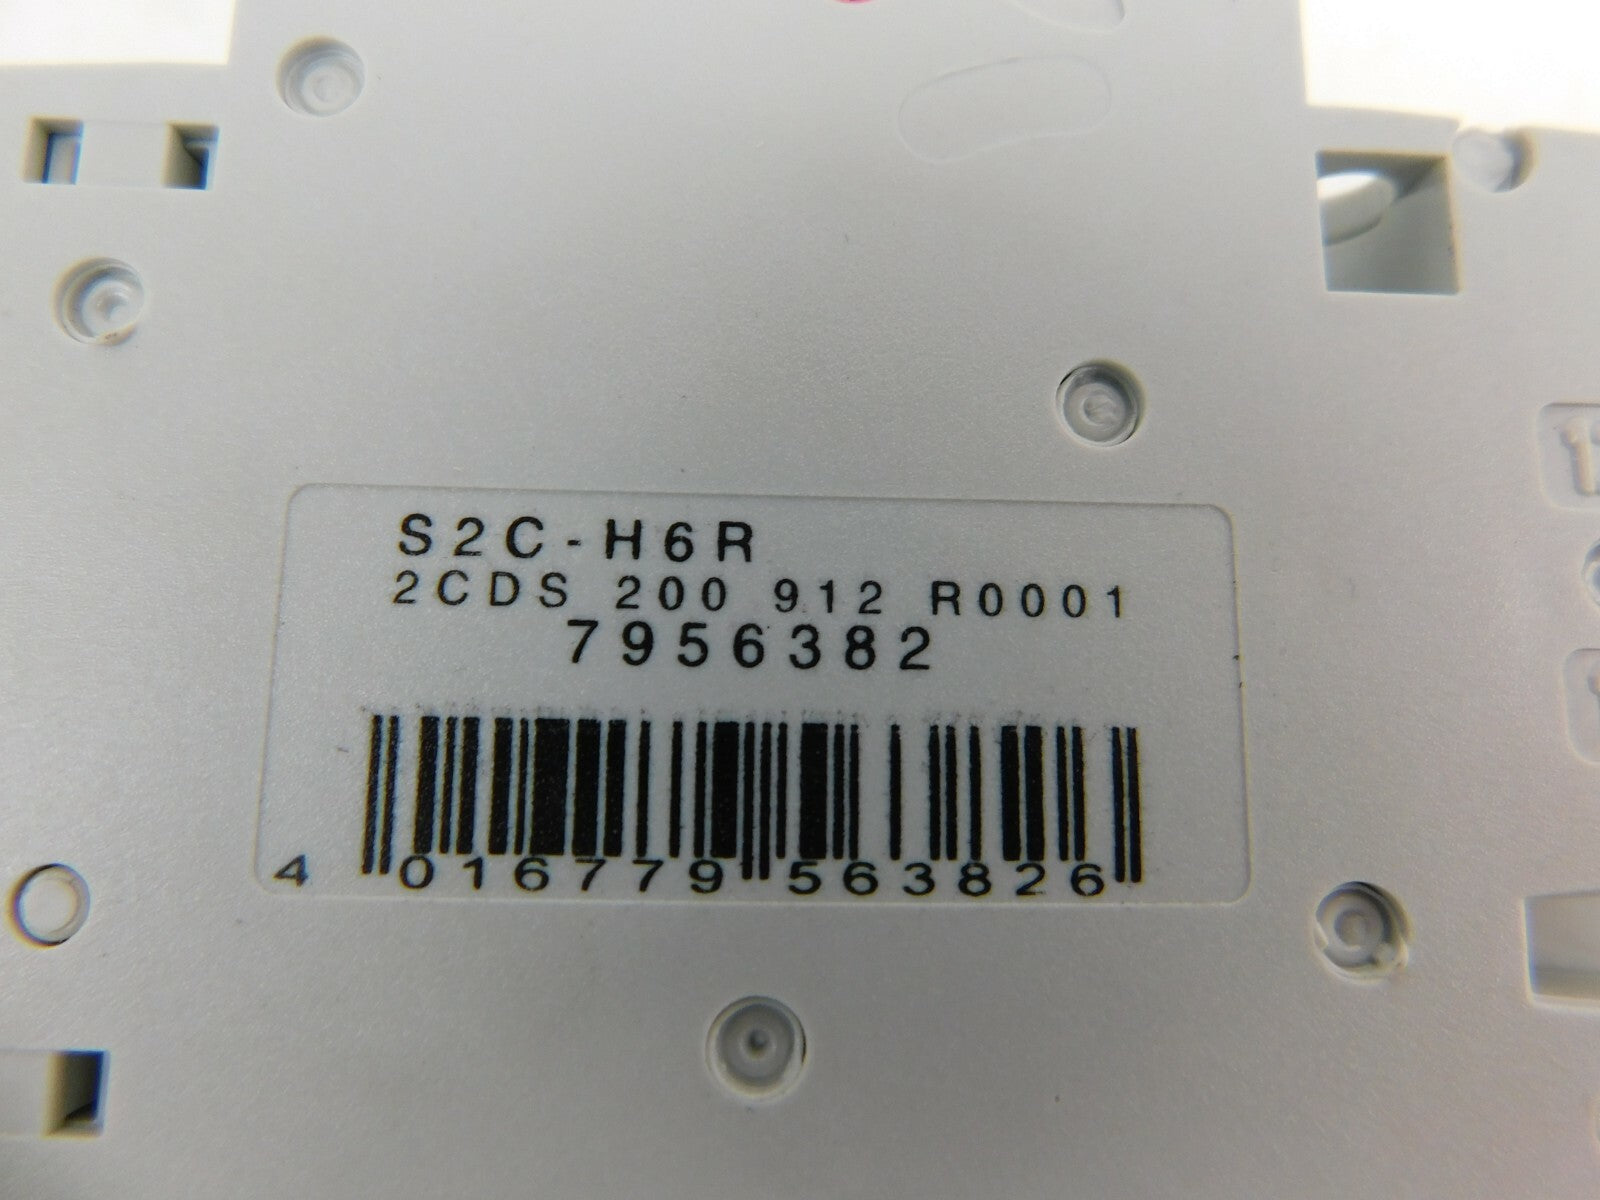 S2C-H6R
2CDS 200 912 R0001
7956382
4 016779 563826